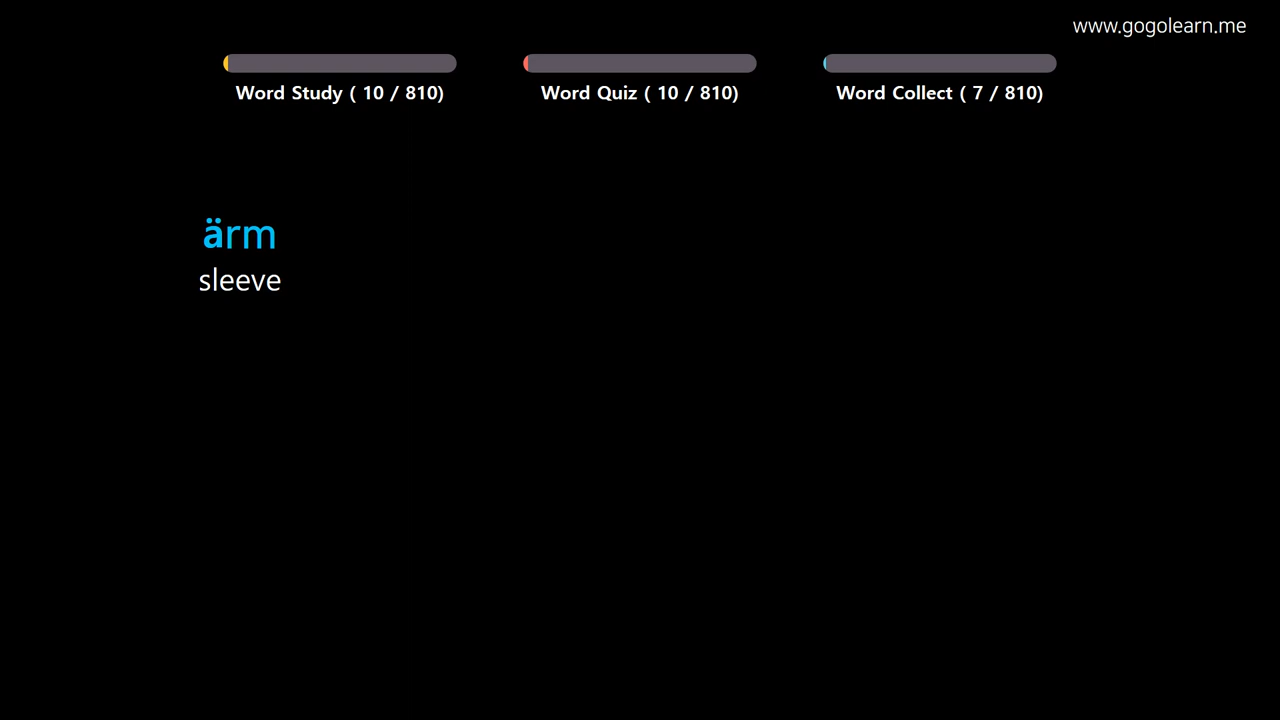 www.gogolearn.me
Word Study ( 10 / 810)
Word Quiz ( 10 / 810)
Word Collect ( 7 / 810)
ärm
sleeve